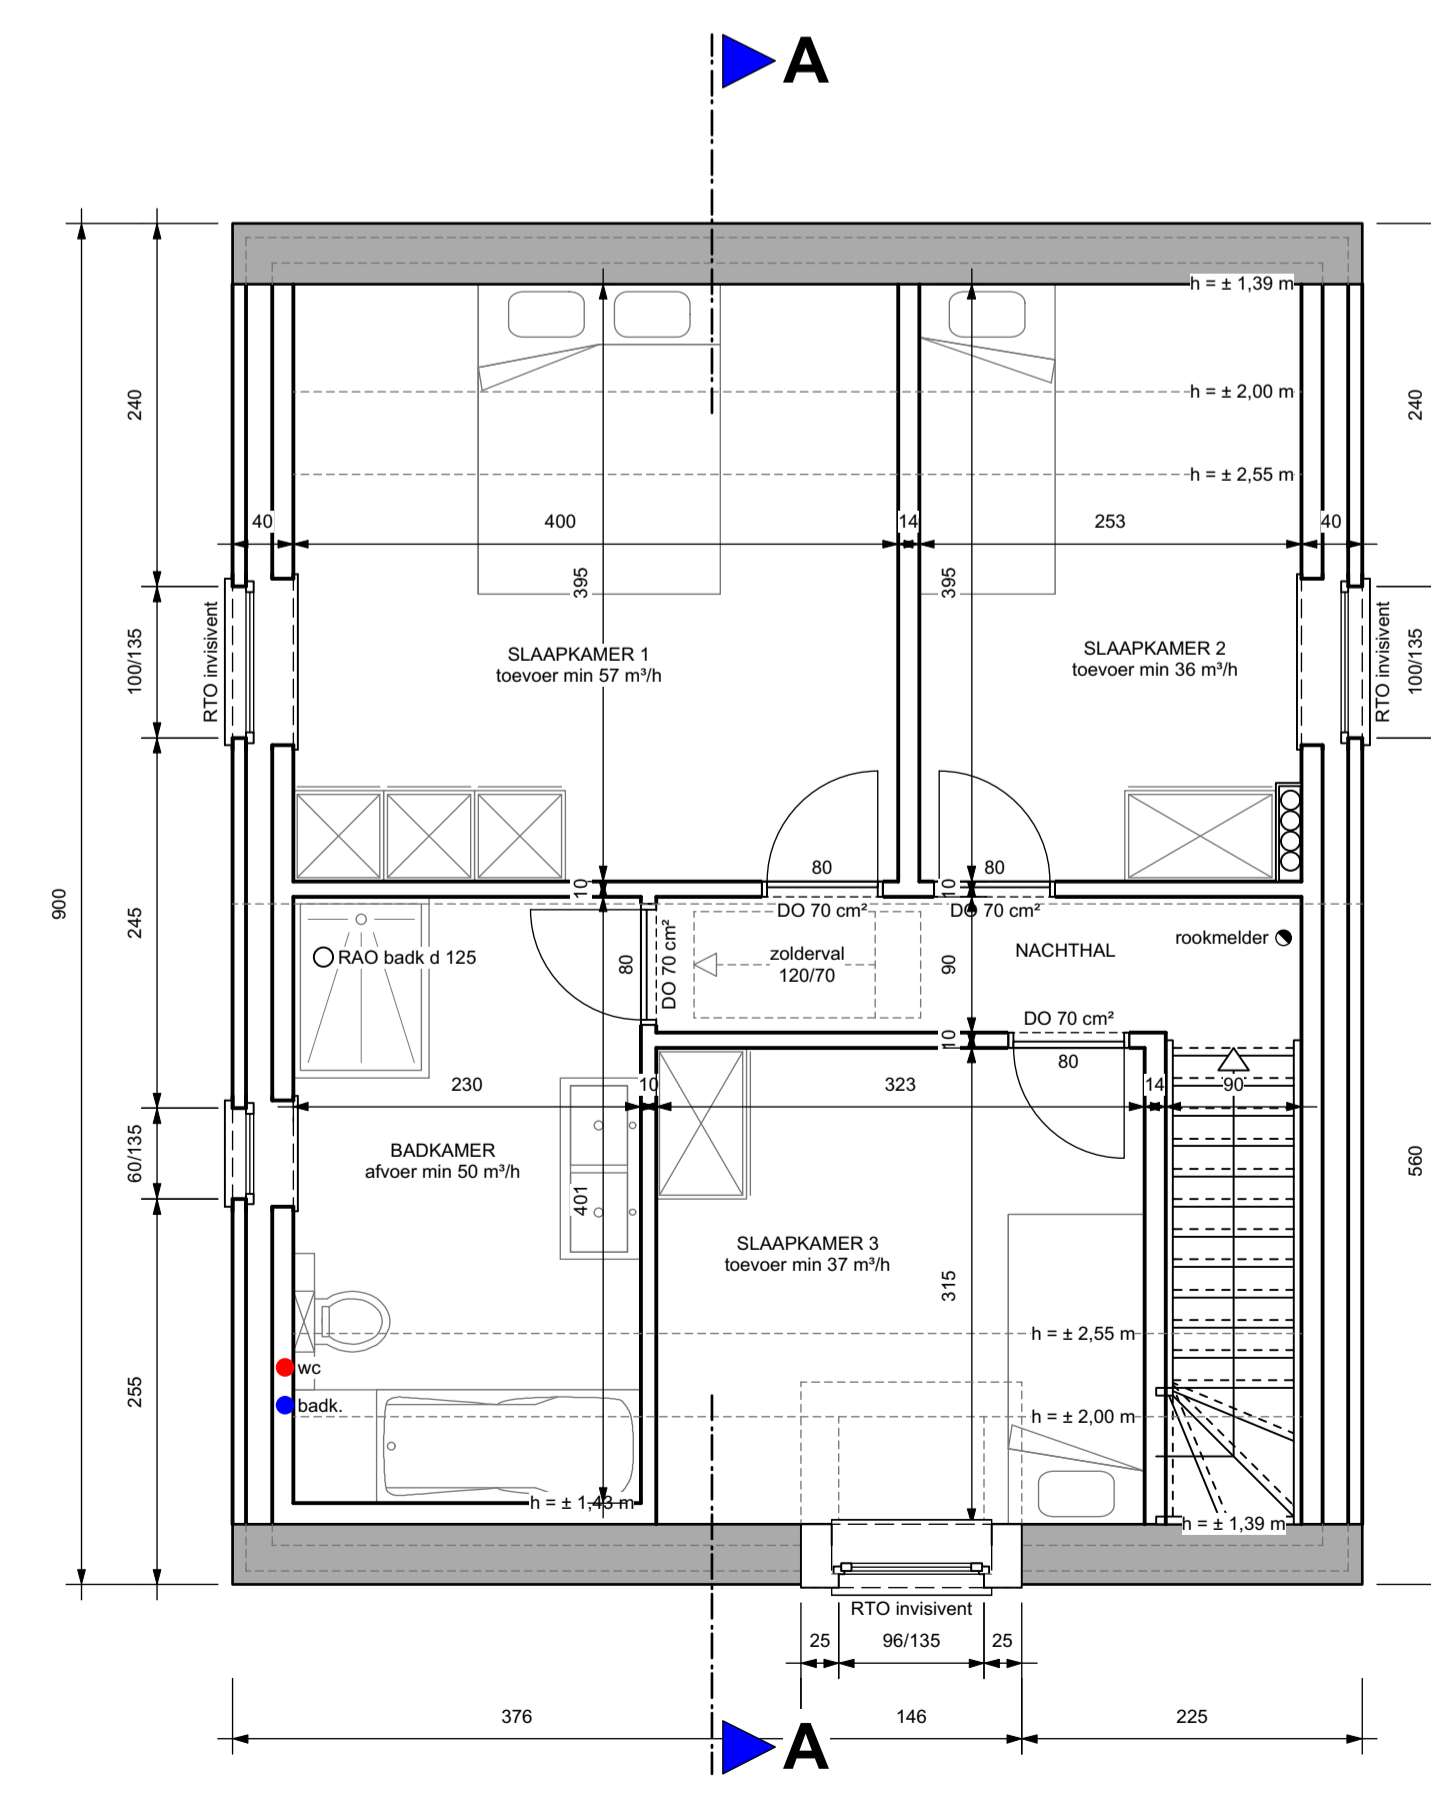 A
h = ± 1,39 m
240
240
h = ± 2,00 m
h = ± 2,55 m
40
400
14
253
40
395
395
RTO invisivent
100/135
SLAAPKAMER 1
toevoer min 57 m³/h
SLAAPKAMER 2
toevoer min 36 m³/h
RTO invisivent
100/135
80
80
900
245
10
10
DO 70 cm²
DO 70 cm²
RAO badk d 125
80
DO 70 cm²
zolderval
120/70
90
NACHTHAL
rookmelder
DO 70 cm²
10
80
230
10
323
14
90
60/135
BADKAMER
afvoer min 50 m³/h
560
401
SLAAPKAMER 3
toevoer min 37 m³/h
315
h = ± 2,55 m
wc
badk.
255
h = ± 2,00 m
h = ± 1,43 m
h = ± 1,39 m
RTO invisivent
25
96/135
25
376
146
225
A